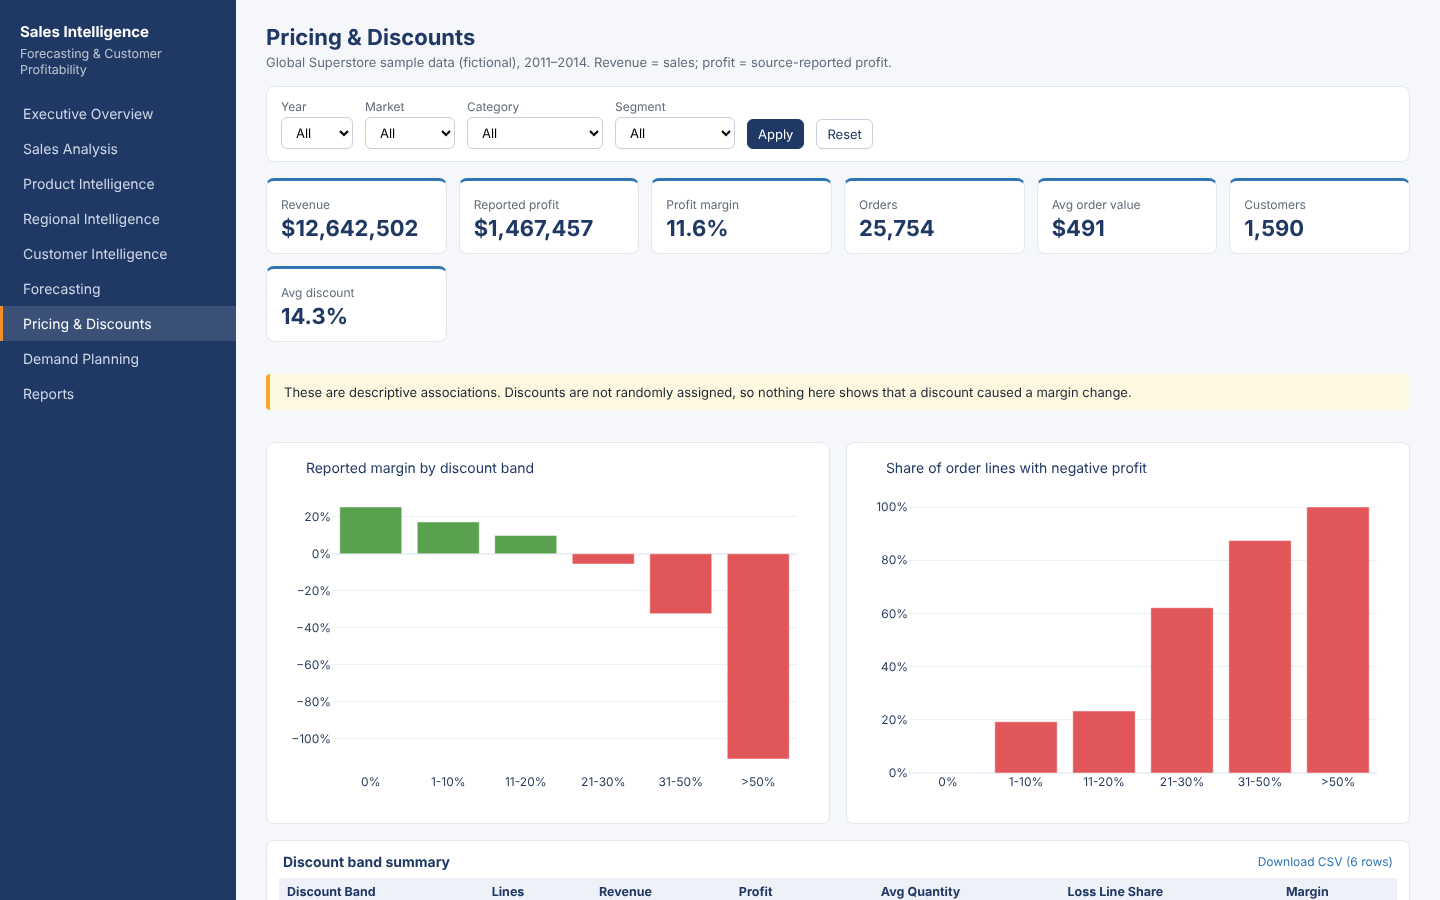 Sales Intelligence
Forecasting & Customer
Profitability
Executive Overview
Sales Analysis
Product Intelligence
Regional Intelligence
Customer Intelligence
Forecasting
Pricing & Discounts
Demand Planning
Reports
Pricing & Discounts
Global Superstore sample data (fictional), 2011–2014. Revenue = sales; profit = source-reported profit.
Year Market Category Segment
All All All All Apply Reset
Revenue
$12,642,502
Reported profit
$1,467,457
Profit margin
11.6%
Orders
25,754
Avg order value
$491
Customers
1,590
Avg discount
14.3%
These are descriptive associations. Discounts are not randomly assigned, so nothing here shows that a discount caused a margin change.
Reported margin by discount band
20%
0%
−20%
−40%
−60%
−80%
−100%
0% 1-10% 11-20% 21-30% 31-50% >50%
Share of order lines with negative profit
100%
80%
60%
40%
20%
0%
0% 1-10% 11-20% 21-30% 31-50% >50%
Discount band summary
Download CSV (6 rows)
Discount Band Lines Revenue Profit Avg Quantity Loss Line Share Margin